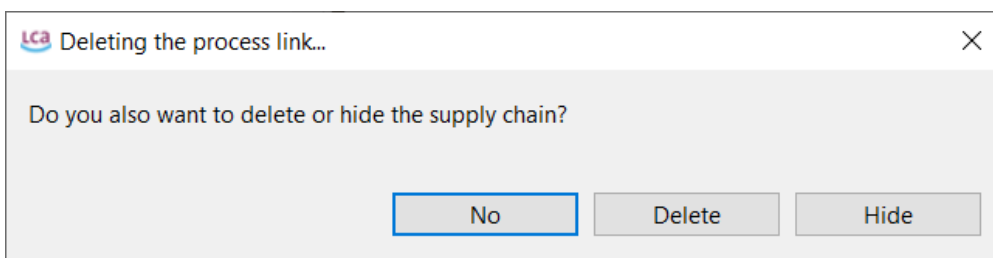 LCA Deleting the process link...
Do you also want to delete or hide the supply chain?
No Delete Hide